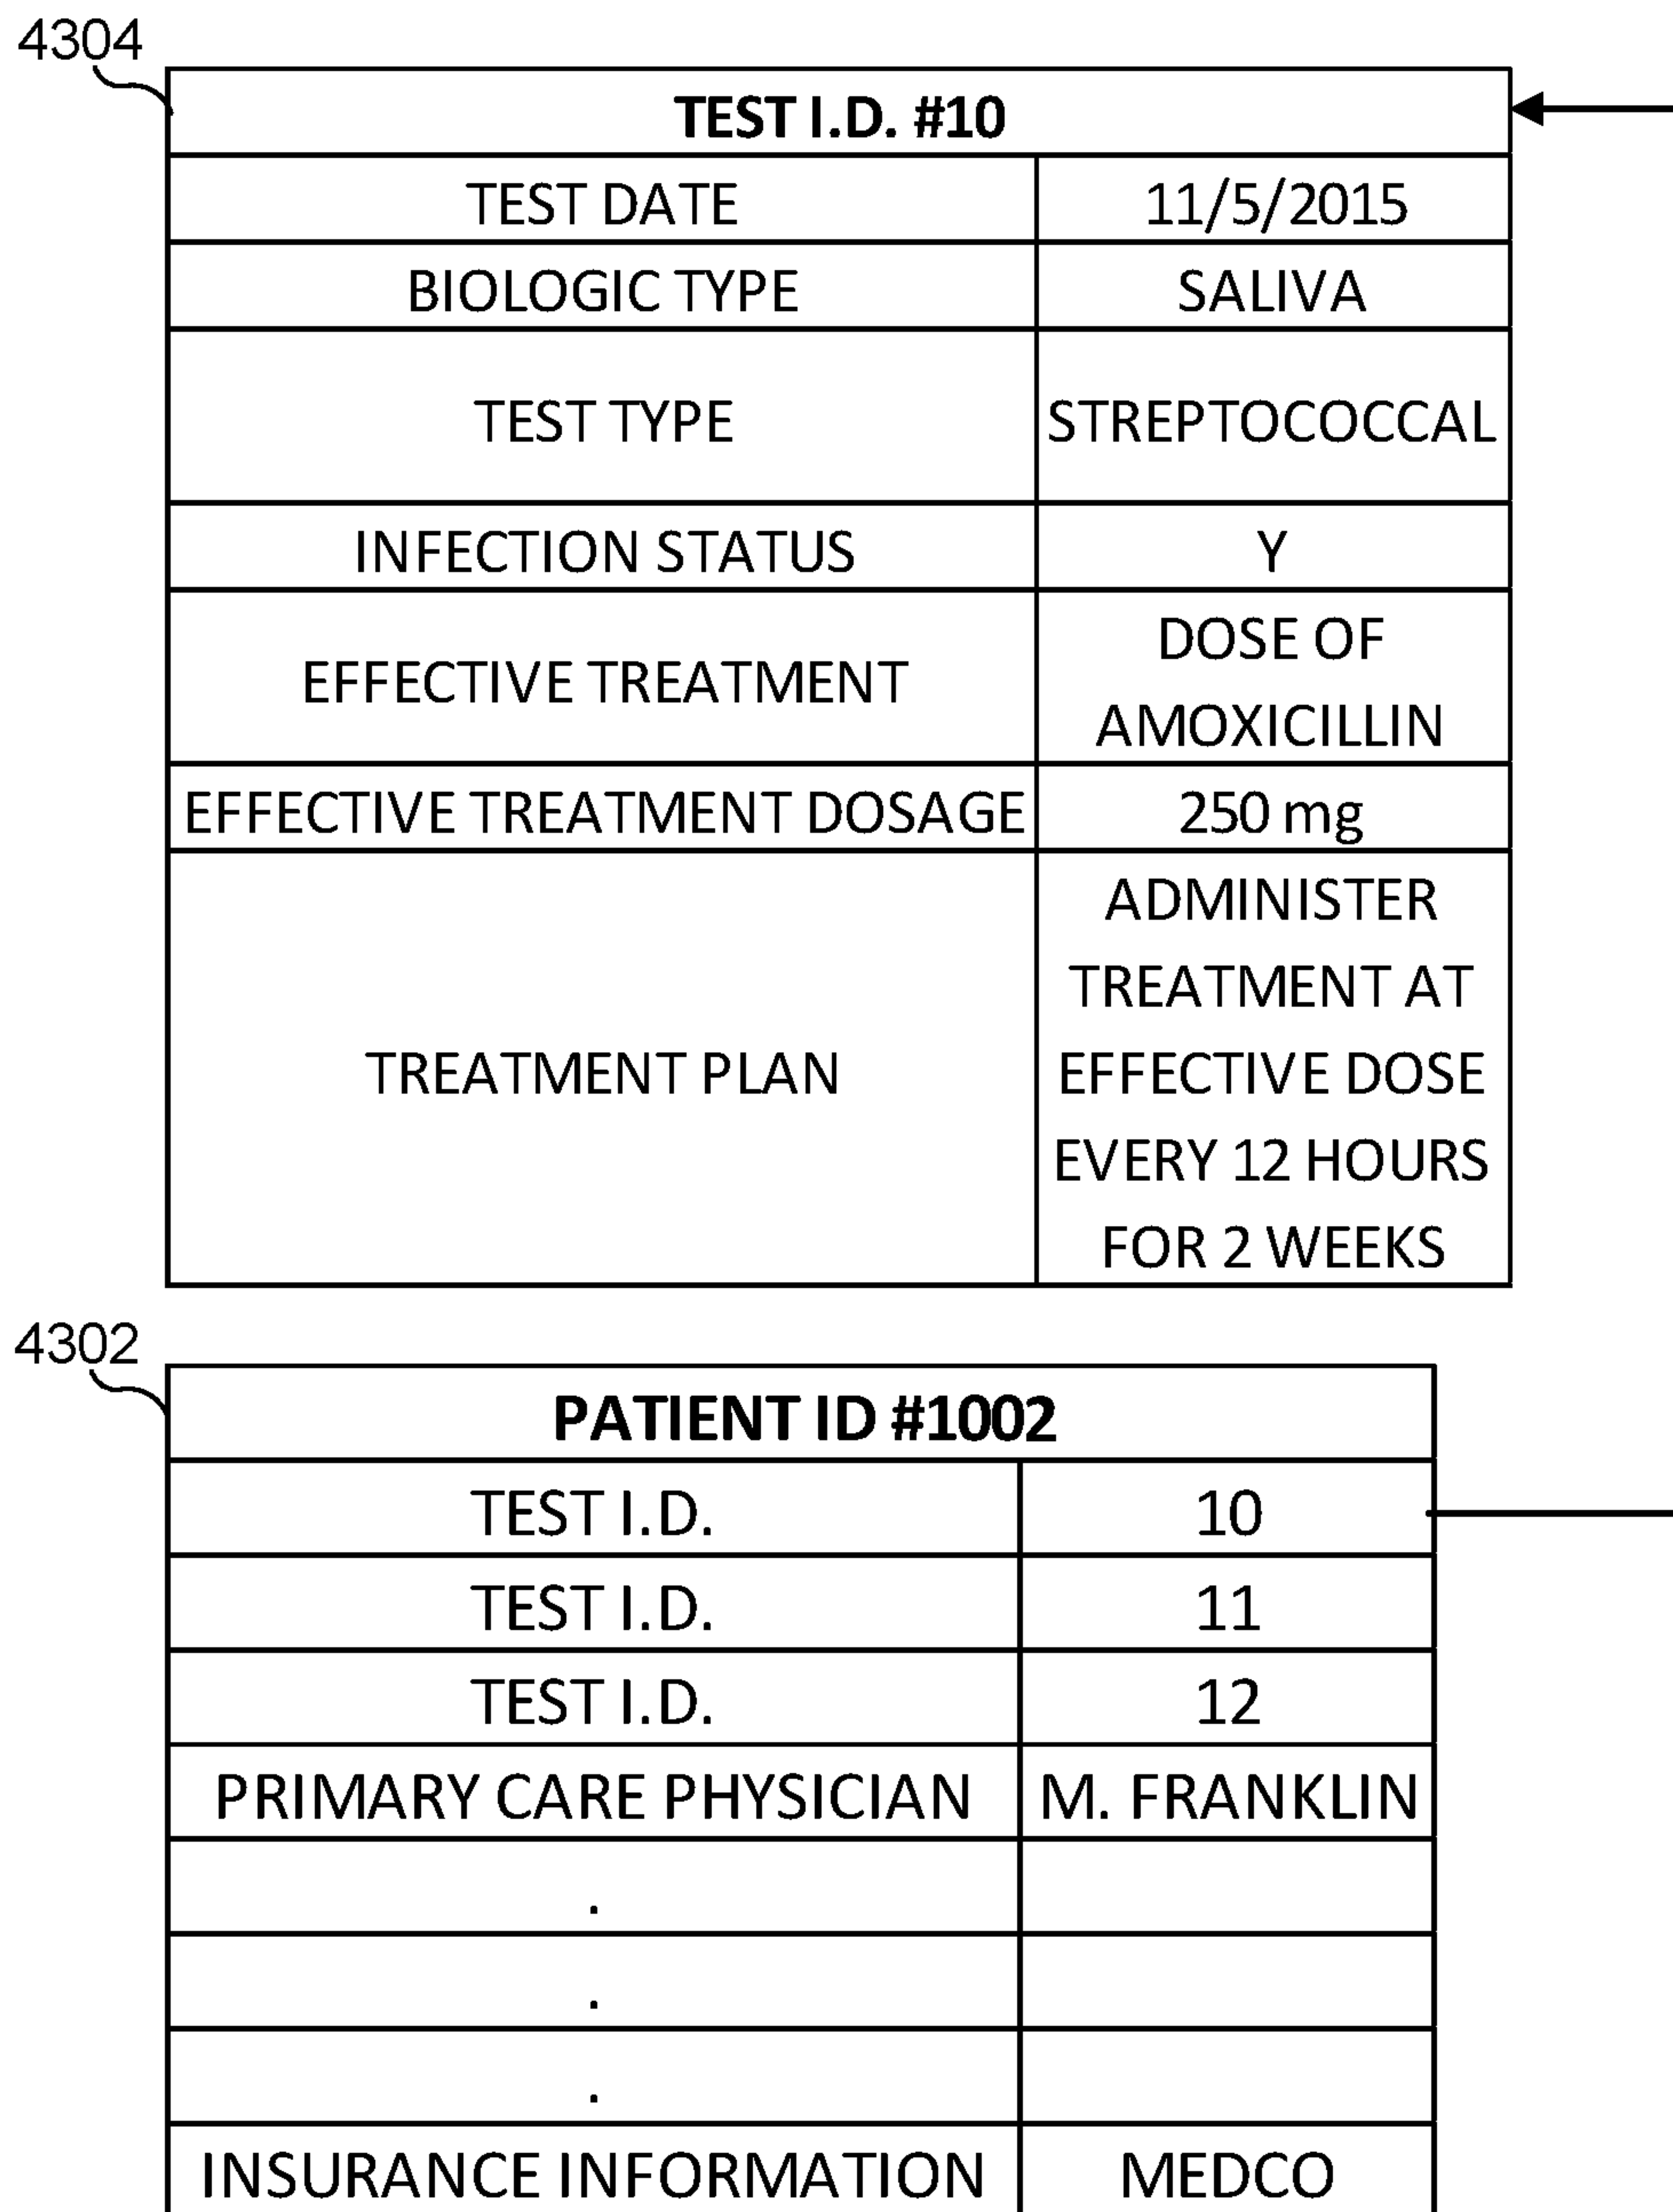 4304
TEST I.D. #10
TEST DATE 11/5/2015
BIOLOGIC TYPE SALIVA
TEST TYPE STREPTOCOCCAL
INFECTION STATUS Y
EFFECTIVE TREATMENT DOSE OF
AMOXICILLIN
EFFECTIVE TREATMENT DOSAGE 250 mg
TREATMENT PLAN ADMINISTER
TREATMENT AT
EFFECTIVE DOSE
EVERY 12 HOURS
FOR 2 WEEKS
4302
PATIENT ID #1002
TEST I.D. 10
TEST I.D. 11
TEST I.D. 12
PRIMARY CARE PHYSICIAN M. FRANKLIN
.
.
.
INSURANCE INFORMATION MEDCO